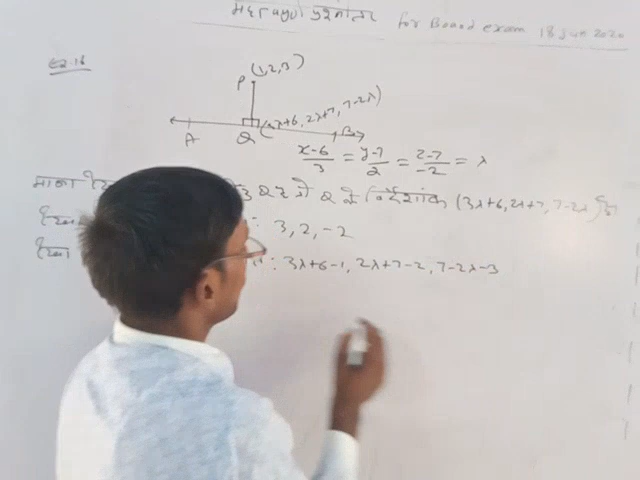 महत्वपूर्ण प्रश्नोत्तर for Board exam 18 Jun 2020
P (1,2,3)
(3λ+6, 2λ+7, 7-2λ)
A Q B
x-6/3 = y-7/2 = z-7/-2 = λ
माना के निर्देशांक (3λ+6, 2λ+7, 7-2λ) है
: 3, 2, -2
: 3λ+6-1, 2λ+7-2, 7-2λ-3